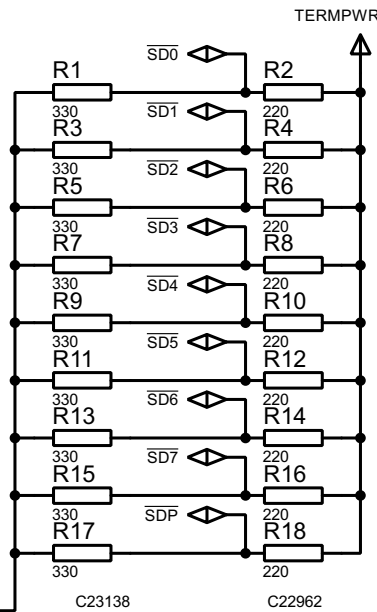 TERMPWR
SD0
R1 R2
330 SD1 220
R3 R4
330 SD2 220
R5 R6
330 SD3 220
R7 R8
330 SD4 220
R9 R10
330 SD5 220
R11 R12
330 SD6 220
R13 R14
330 SD7 220
R15 R16
330 SDP 220
R17 R18
330 220
C23138 C22962